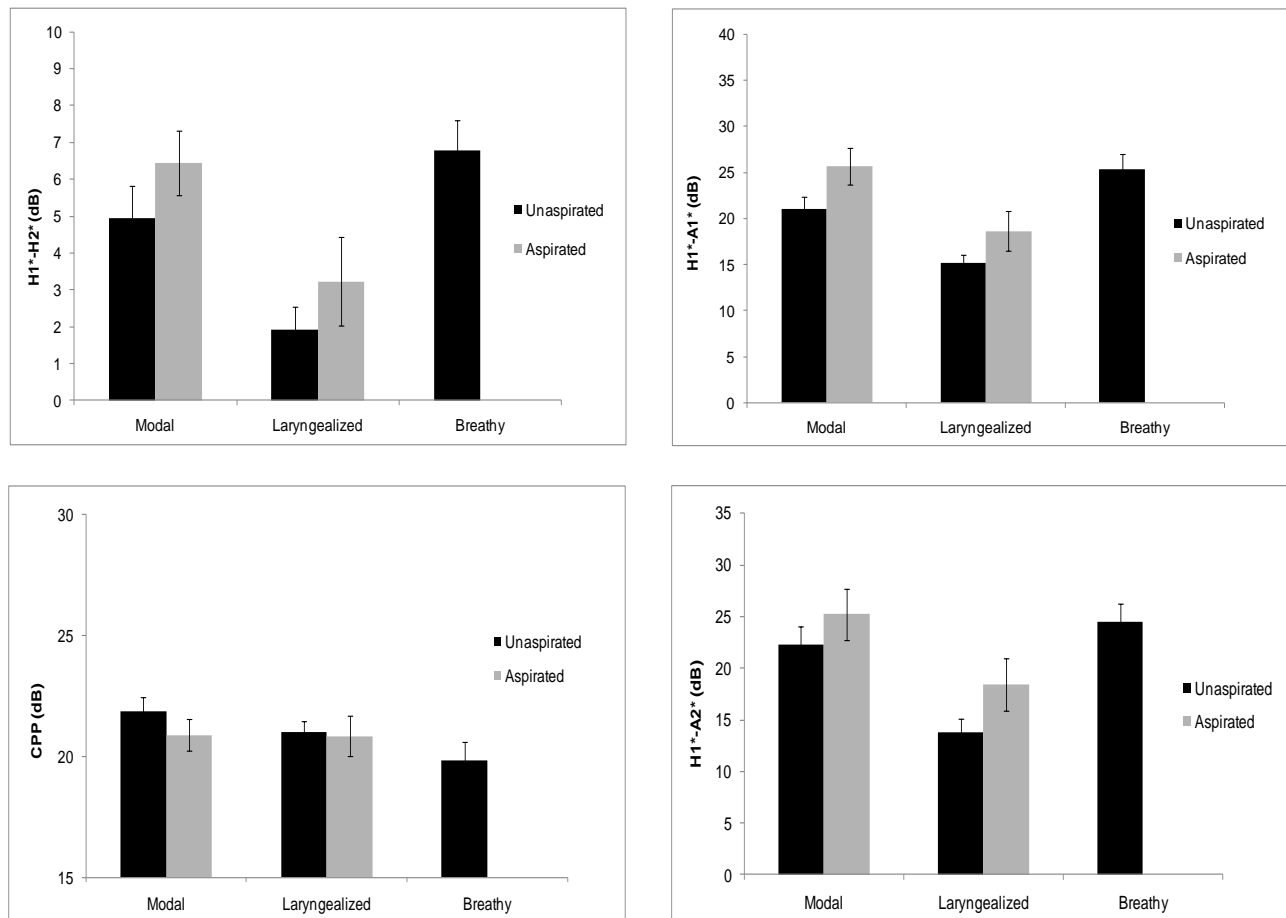 10
9
8
7
6
5
4
3
2
1
0
H1*-H2* (dB)
Modal Laryngealized Breathy
Unaspirated
Aspirated
40
35
30
25
20
15
10
5
0
H1*-A1* (dB)
Modal Laryngealized Breathy
Unaspirated
Aspirated
30
25
20
15
CPP (dB)
Modal Laryngealized Breathy
Unaspirated
Aspirated
35
30
25
20
15
10
5
0
H1*-A2* (dB)
Modal Laryngealized Breathy
Unaspirated
Aspirated